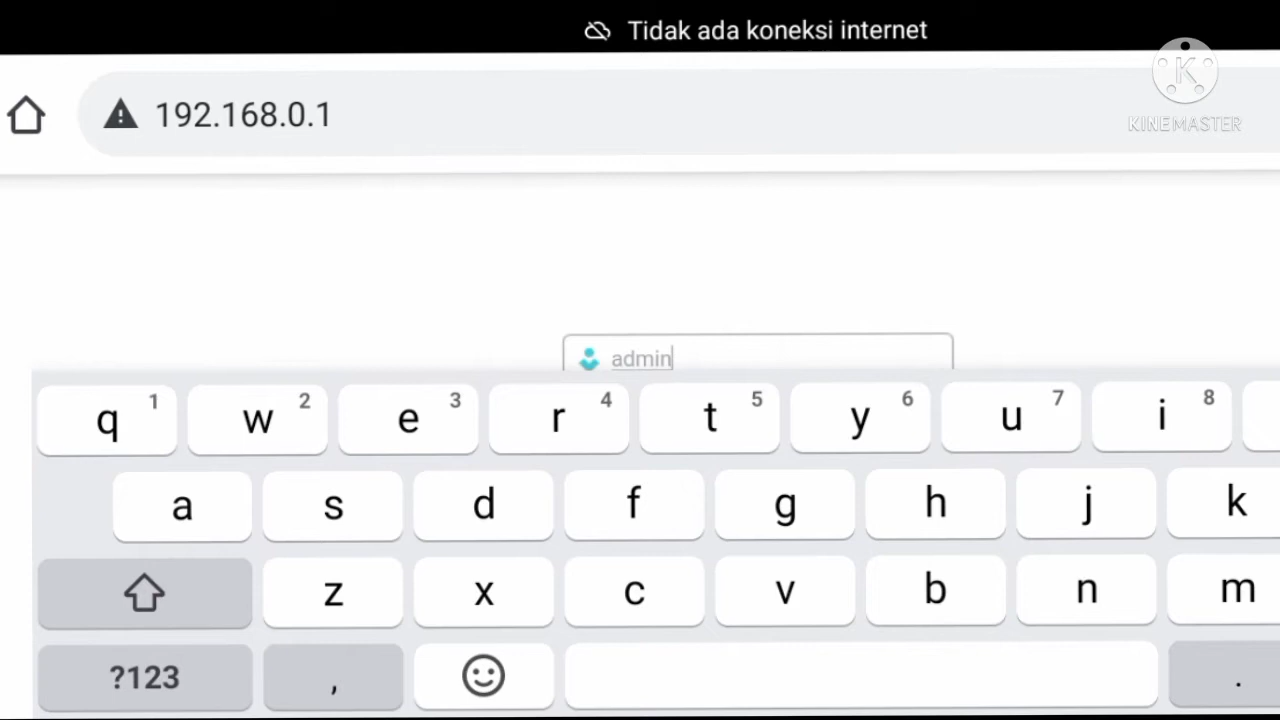 Tidak ada koneksi internet
192.168.0.1
KINEMASTER
K
admin
q 1 w 2 e 3 r 4 t 5 y 6 u 7 i 8
a s d f g h j k
z x c v b n m
?123 , .